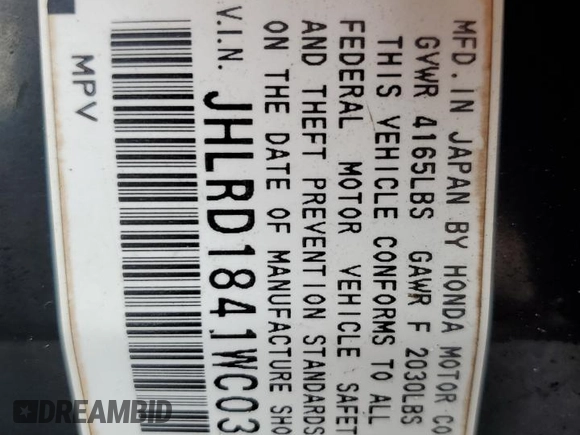 MFD. IN JAPAN BY HONDA MOTOR CO
GVWR 4165LBS GAWR F 2030LBS
THIS VEHICLE CONFORMS TO ALL
FEDERAL MOTOR VEHICLE SAFET
AND THEFT PREVENTION STANDARDS
ON THE DATE OF MANUFACTURE SHO
V.I.N. JHLRD1841WC03
MPV
DREAMBID